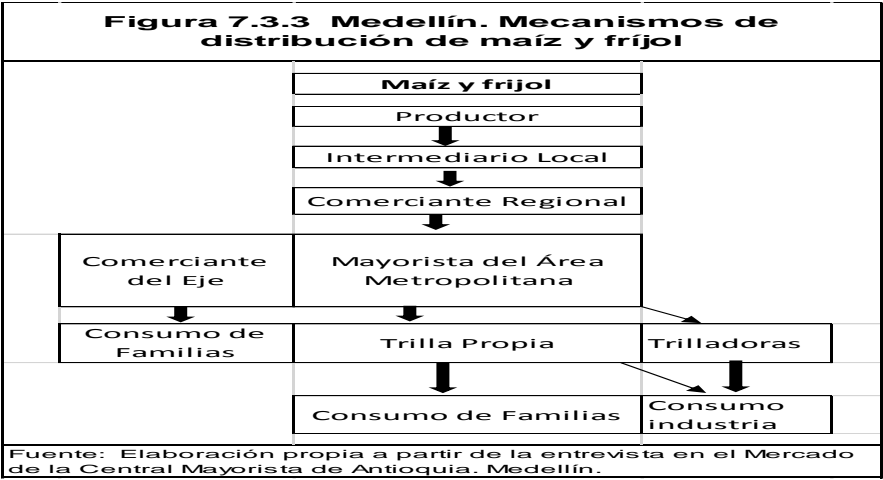 Figura 7.3.3 Medellín. Mecanismos de
distribución de maíz y fríjol
Maíz y frijol
Productor
Intermediario Local
Comerciante Regional
Comerciante
del Eje
Mayorista del Área
Metropolitana
Consumo de
Familias
Trilla Propia
Trilladoras
Consumo de Familias
Consumo
industria
Fuente: Elaboración propia a partir de la entrevista en el Mercado
de la Central Mayorista de Antioquia. Medellín.